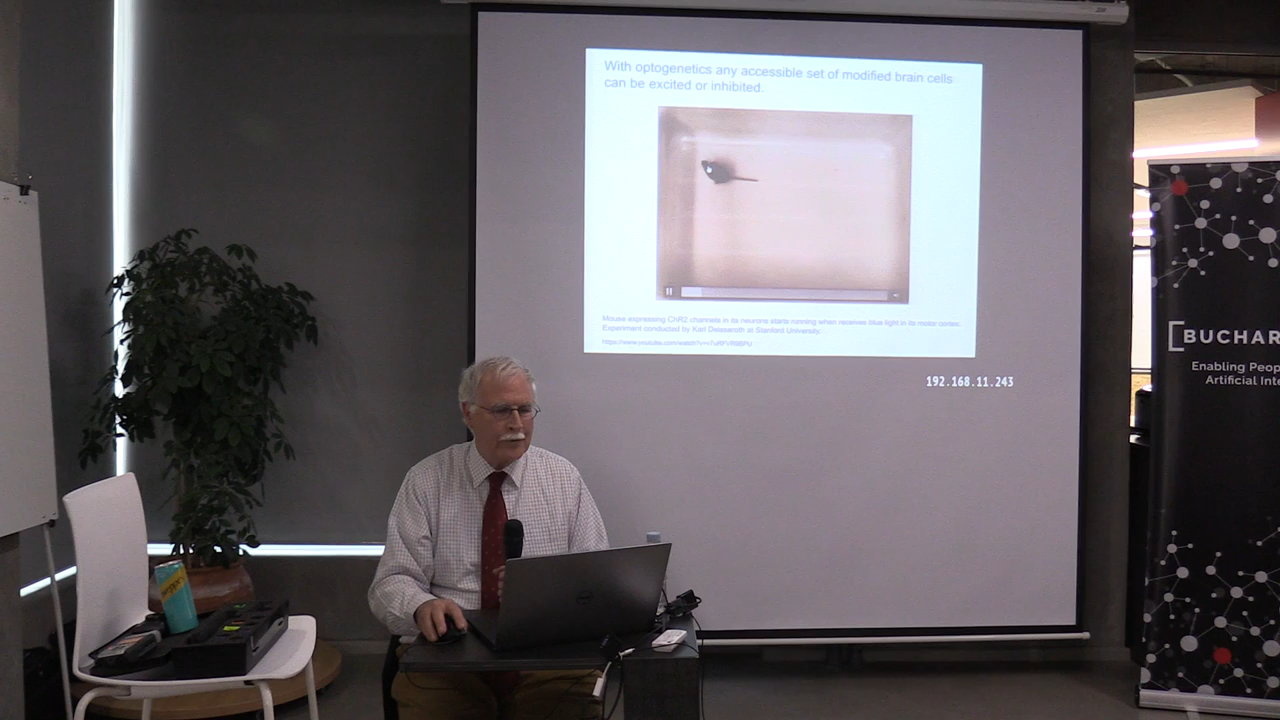 With optogenetics any accessible set of modified brain cells
can be excited or inhibited.
Mouse expressing ChR2 channels in its neurons starts running when receives blue light in its motor cortex.
Experiment conducted by Karl Deisseroth at Stanford University.
192.168.11.243
[BUCHAR
Enabling Peop
Artificial Inte
DELL